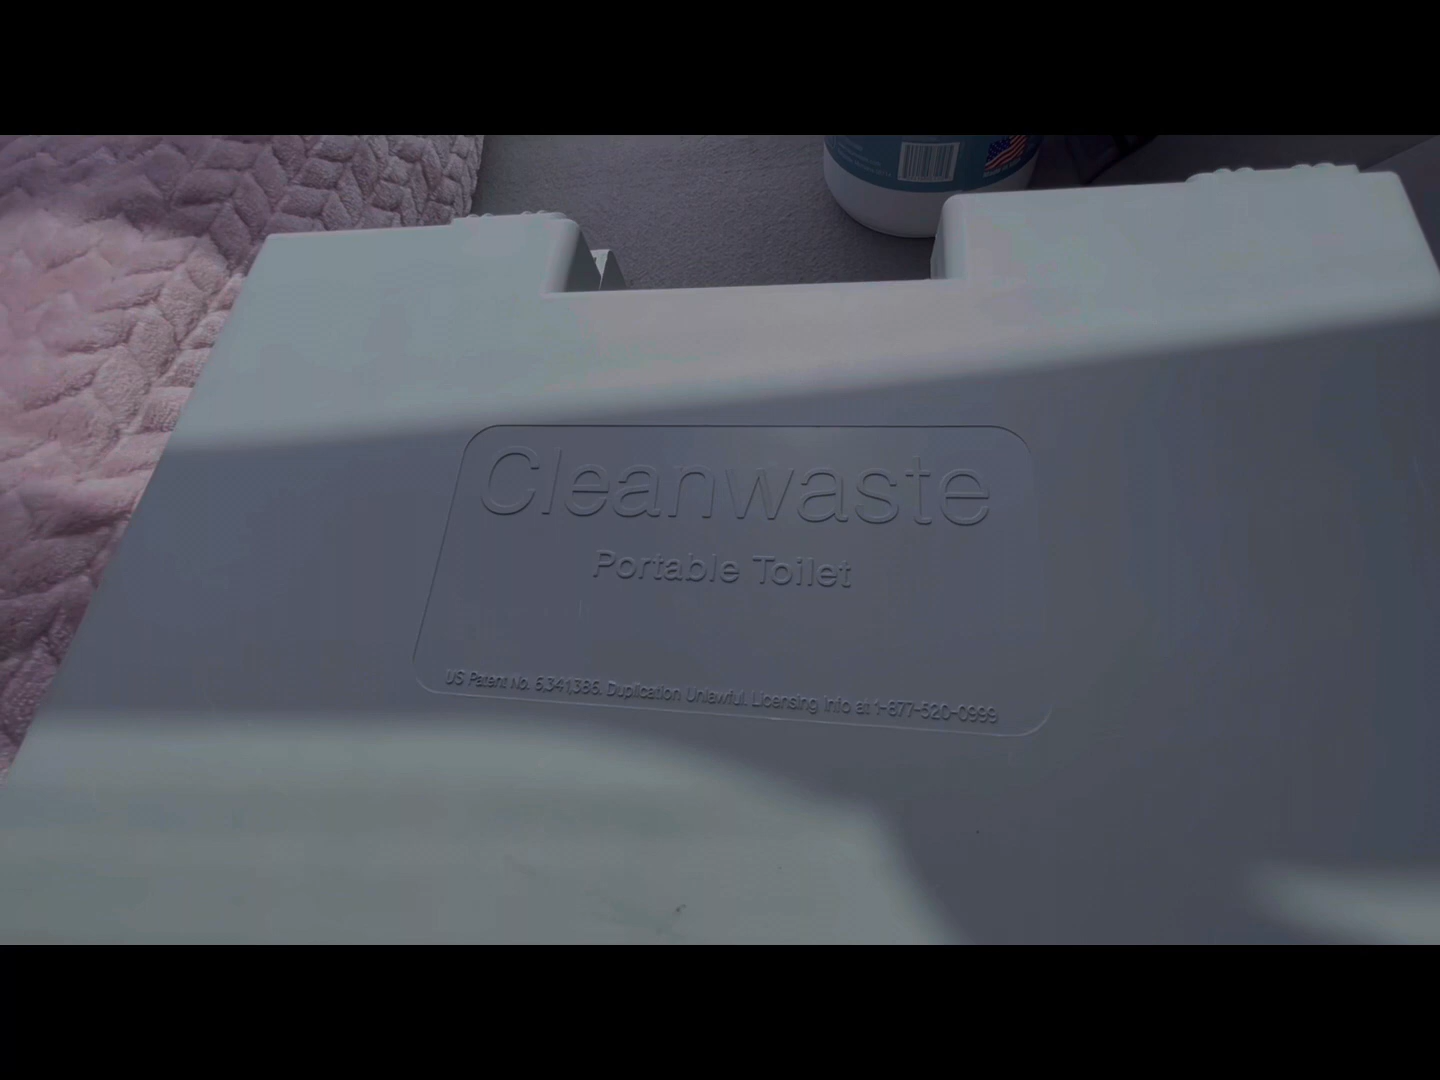 Cleanwaste
Portable Toilet
US Patent No. 6,341,386. Duplication Unlawful. Licensing info at 1-877-520-0999